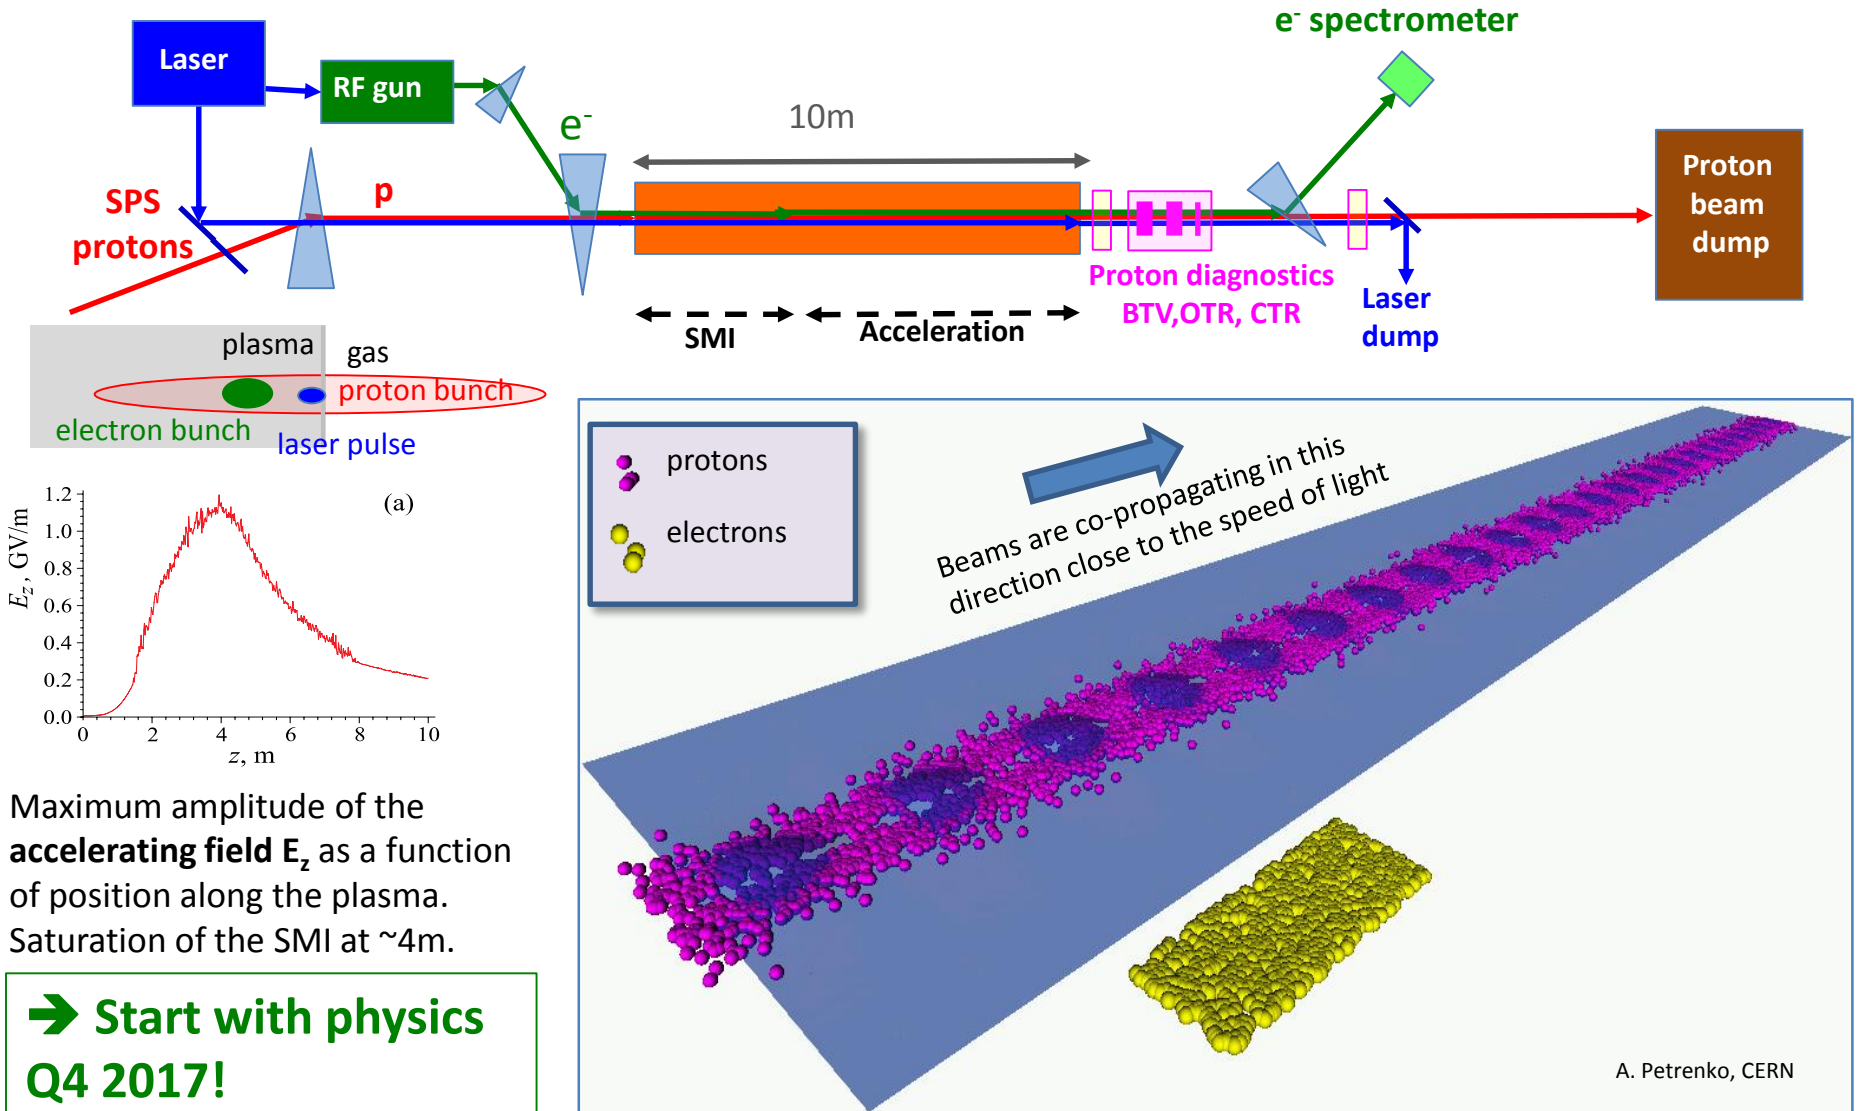 e⁻ spectrometer
Laser
RF gun
e⁻
10m
SPS
protons
p
Proton
beam
dump
Proton diagnostics
BTV,OTR, CTR
Laser
dump
SMI
Acceleration
plasma
gas
proton bunch
electron bunch
laser pulse
(a)
E_z, GV/m
1.2
1.0
0.8
0.6
0.4
0.2
0.0
0 2 4 6 8 10
z, m
protons
electrons
Beams are co-propagating in this
direction close to the speed of light
Maximum amplitude of the
accelerating field E_z as a function
of position along the plasma.
Saturation of the SMI at ~4m.
➔ Start with physics
Q4 2017!
A. Petrenko, CERN